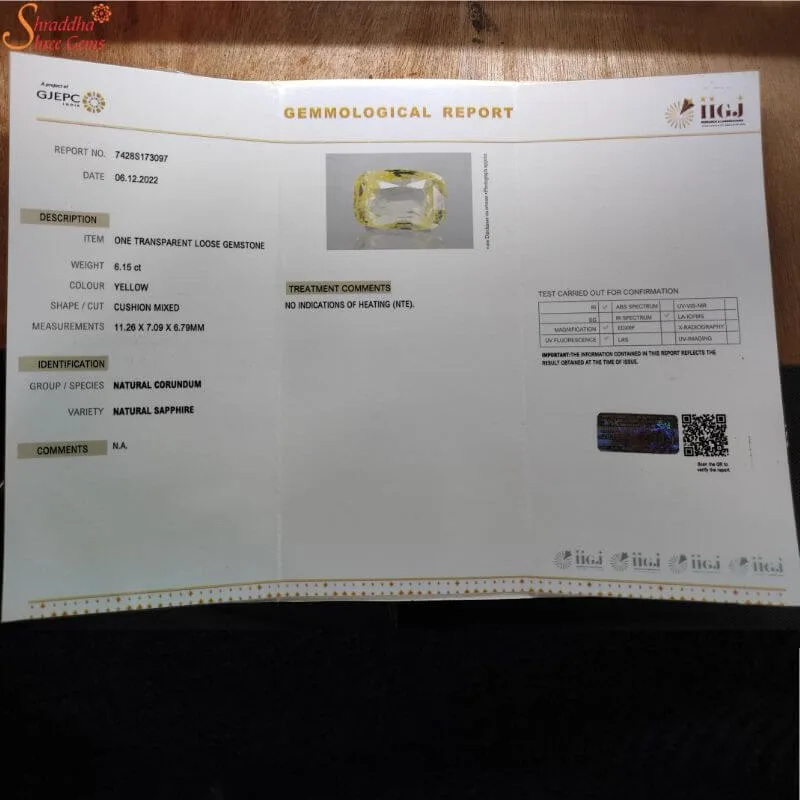 Shraddha
Shree Gems
A project of
GJEPC
INDIA
GEMMOLOGICAL REPORT
IIGJ
RESEARCH & LABORATORIES
REPORT NO. 7428S173097
DATE 06.12.2022
DESCRIPTION
ITEM ONE TRANSPARENT LOOSE GEMSTONE
WEIGHT 6.15 ct
COLOUR YELLOW
SHAPE / CUT CUSHION MIXED
MEASUREMENTS 11.26 X 7.09 X 6.79MM
IDENTIFICATION
GROUP / SPECIES NATURAL CORUNDUM
VARIETY NATURAL SAPPHIRE
COMMENTS N.A.
TREATMENT COMMENTS
NO INDICATIONS OF HEATING (NTE).
TEST CARRIED OUT FOR CONFIRMATION
RI ✓ ABS SPECTRUM UV-VIS-NIR
SG IR-SPECTRUM ✓ LA-ICPMS
MAGNIFICATION ✓ EDXRF X-RADIOGRAPHY
UV FLUORESCENCE ✓ LRS UV-IMAGING
IMPORTANT:THE INFORMATION CONTAINED IN THIS REPORT REFLECTS THE
RESULT OBTAINED AT THE TIME OF ISSUE.
Scan the QR to
verify the report.
IIGJ IIGJ IIGJ IIGJ